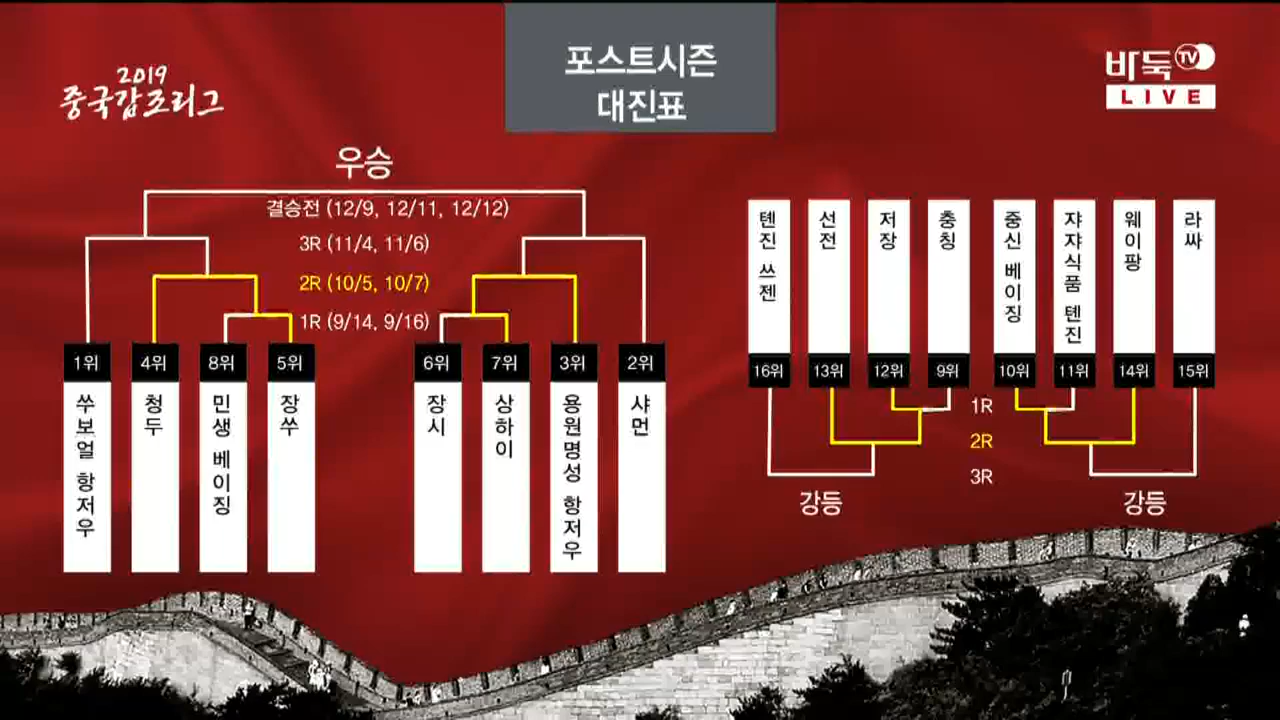 2019
중국갑조리그
포스트시즌
대진표
바둑TV
LIVE
우승
결승전 (12/9, 12/11, 12/12)
3R (11/4, 11/6)
2R (10/5, 10/7)
1R (9/14, 9/16)
1위
4위
8위
5위
6위
7위
3위
2위
쑤보얼 항저우
청두
민생 베이징
장쑤
장시
상하이
용원명성 항저우
샤먼
톈진 쓰젠
선전
저장
충칭
중신 베이징
쟈쟈식품 톈진
웨이팡
라싸
16위
13위
12위
9위
10위
11위
14위
15위
1R
2R
3R
강등
강등